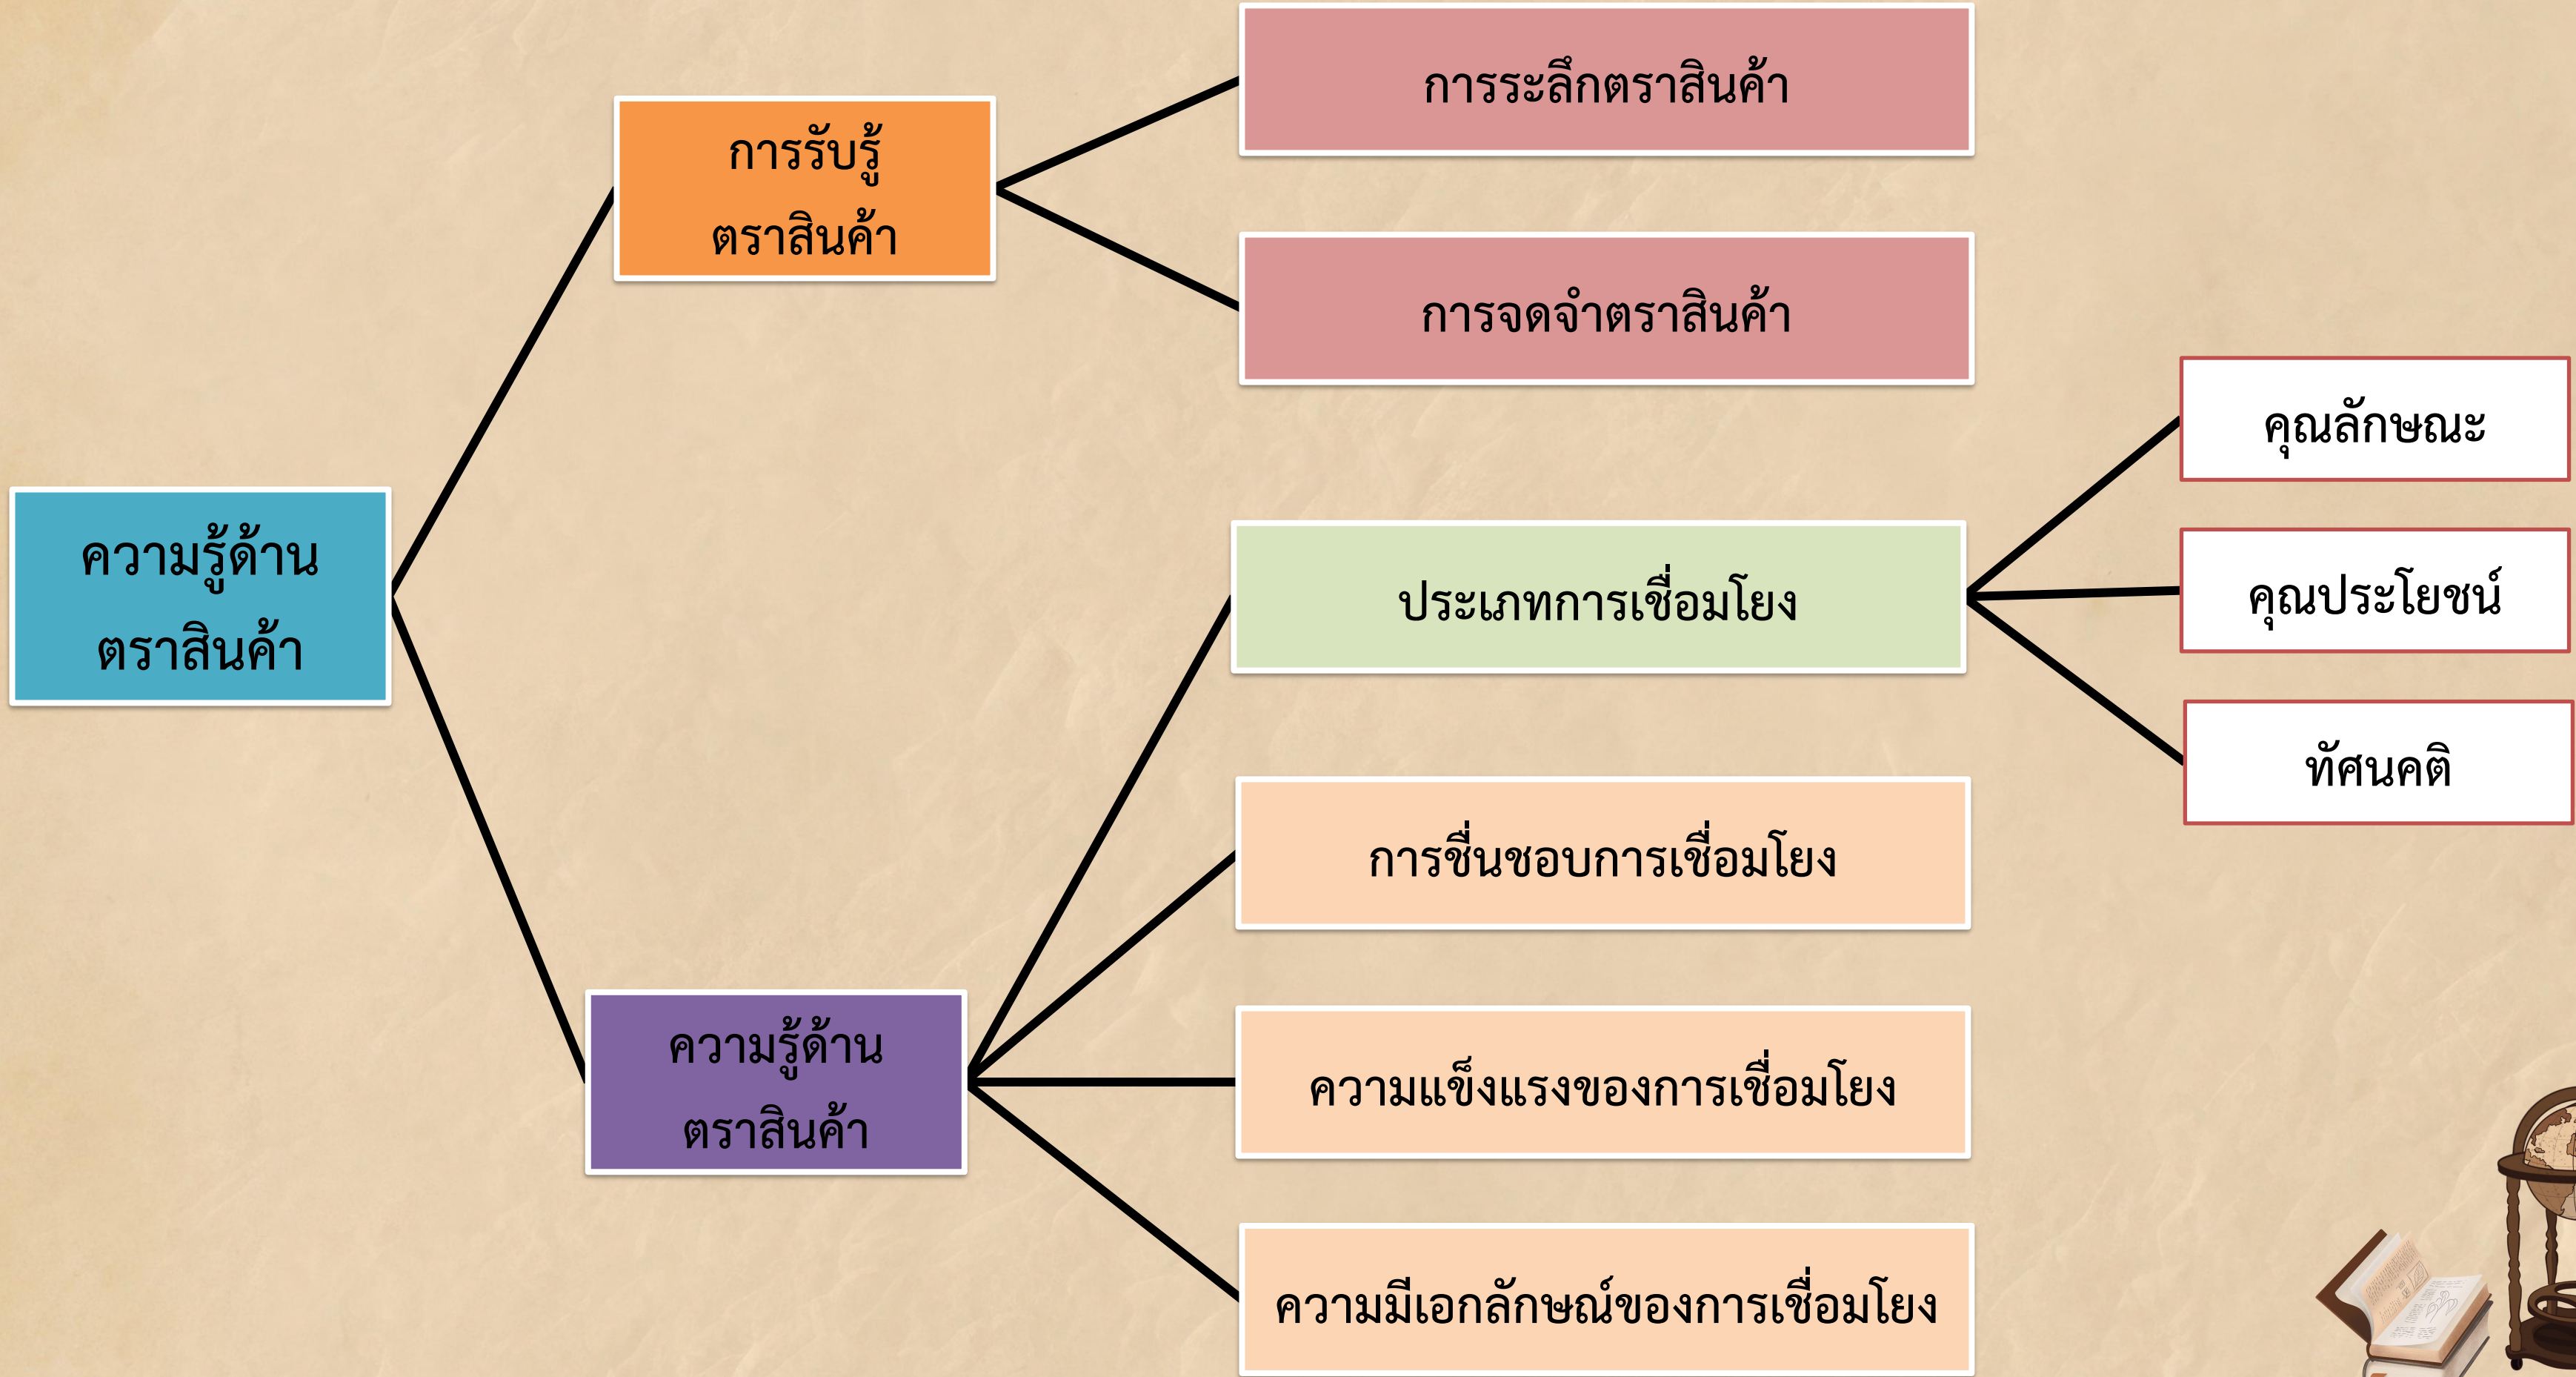 ความรู้ด้าน
ตราสินค้า
การรับรู้
ตราสินค้า
การระลึกตราสินค้า
การจดจำตราสินค้า
ความรู้ด้าน
ตราสินค้า
ประเภทการเชื่อมโยง
คุณลักษณะ
คุณประโยชน์
ทัศนคติ
การชื่นชอบการเชื่อมโยง
ความแข็งแรงของการเชื่อมโยง
ความมีเอกลักษณ์ของการเชื่อมโยง